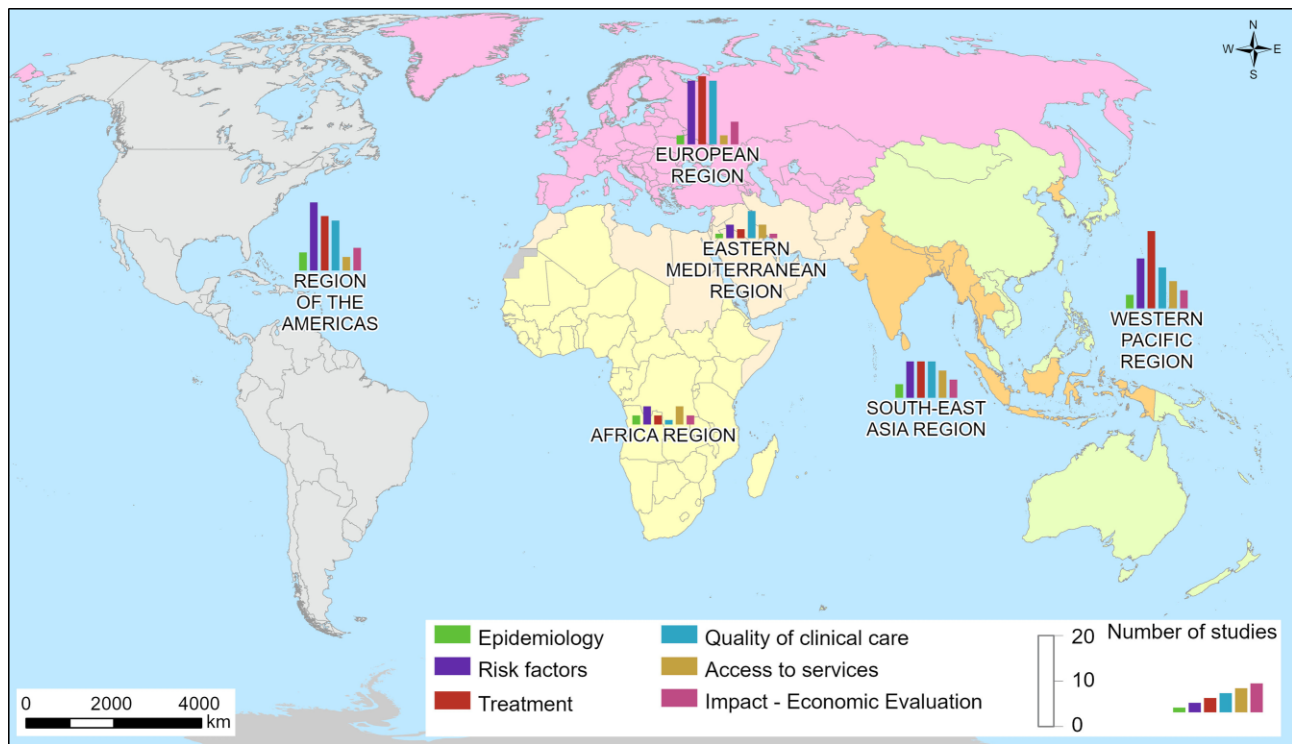 N
W E
S
EUROPEAN
REGION
EASTERN
MEDITERRANEAN
REGION
REGION
OF THE
AMERICAS
WESTERN
PACIFIC
REGION
SOUTH-EAST
ASIA REGION
AFRICA REGION
Epidemiology
Risk factors
Treatment
Quality of clinical care
Access to services
Impact - Economic Evaluation
20
10
0
Number of studies
0 2000 4000
km